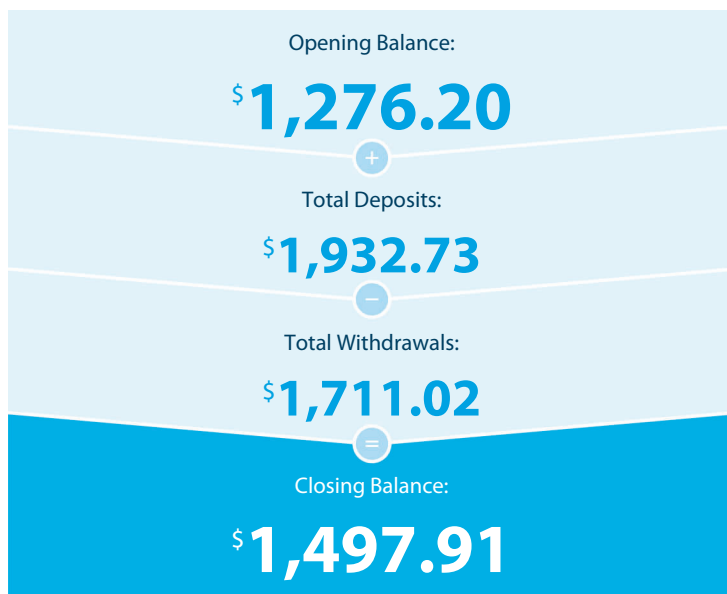 Opening Balance:
$1,276.20
+
Total Deposits:
$1,932.73
−
Total Withdrawals:
$1,711.02
=
Closing Balance:
$1,497.91